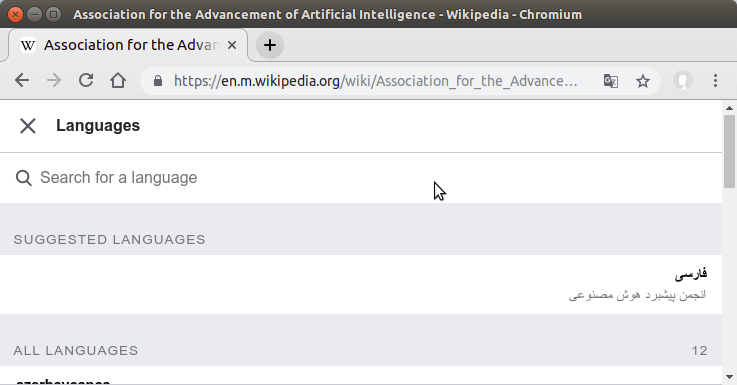 Association for the Advancement of Artificial Intelligence - Wikipedia - Chromium
W Association for the Advan
https://en.m.wikipedia.org/wiki/Association_for_the_Advance…
Languages
Search for a language
SUGGESTED LANGUAGES
فارسی
انجمن پیشبرد هوش مصنوعی
ALL LANGUAGES 12